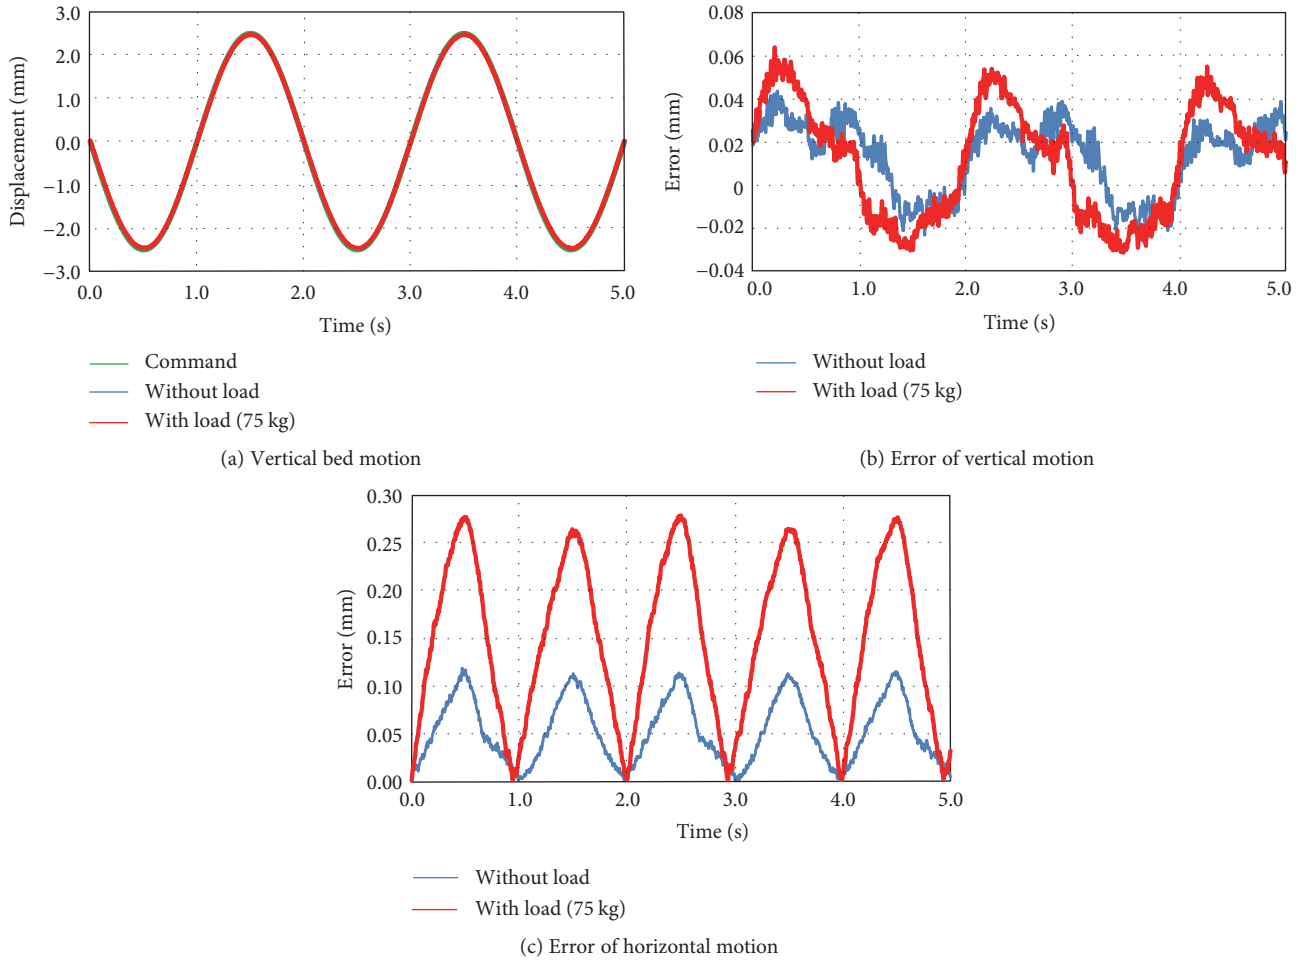 3.0
2.0
1.0
0.0
−1.0
−2.0
−3.0
Displacement (mm)
0.0 1.0 2.0 3.0 4.0 5.0
Time (s)
Command
Without load
With load (75 kg)
(a) Vertical bed motion
0.08
0.06
0.04
0.02
0
−0.02
−0.04
Error (mm)
0.0 1.0 2.0 3.0 4.0 5.0
Time (s)
Without load
With load (75 kg)
(b) Error of vertical motion
0.30
0.25
0.20
0.15
0.10
0.05
0.00
Error (mm)
0.0 1.0 2.0 3.0 4.0 5.0
Time (s)
Without load
With load (75 kg)
(c) Error of horizontal motion